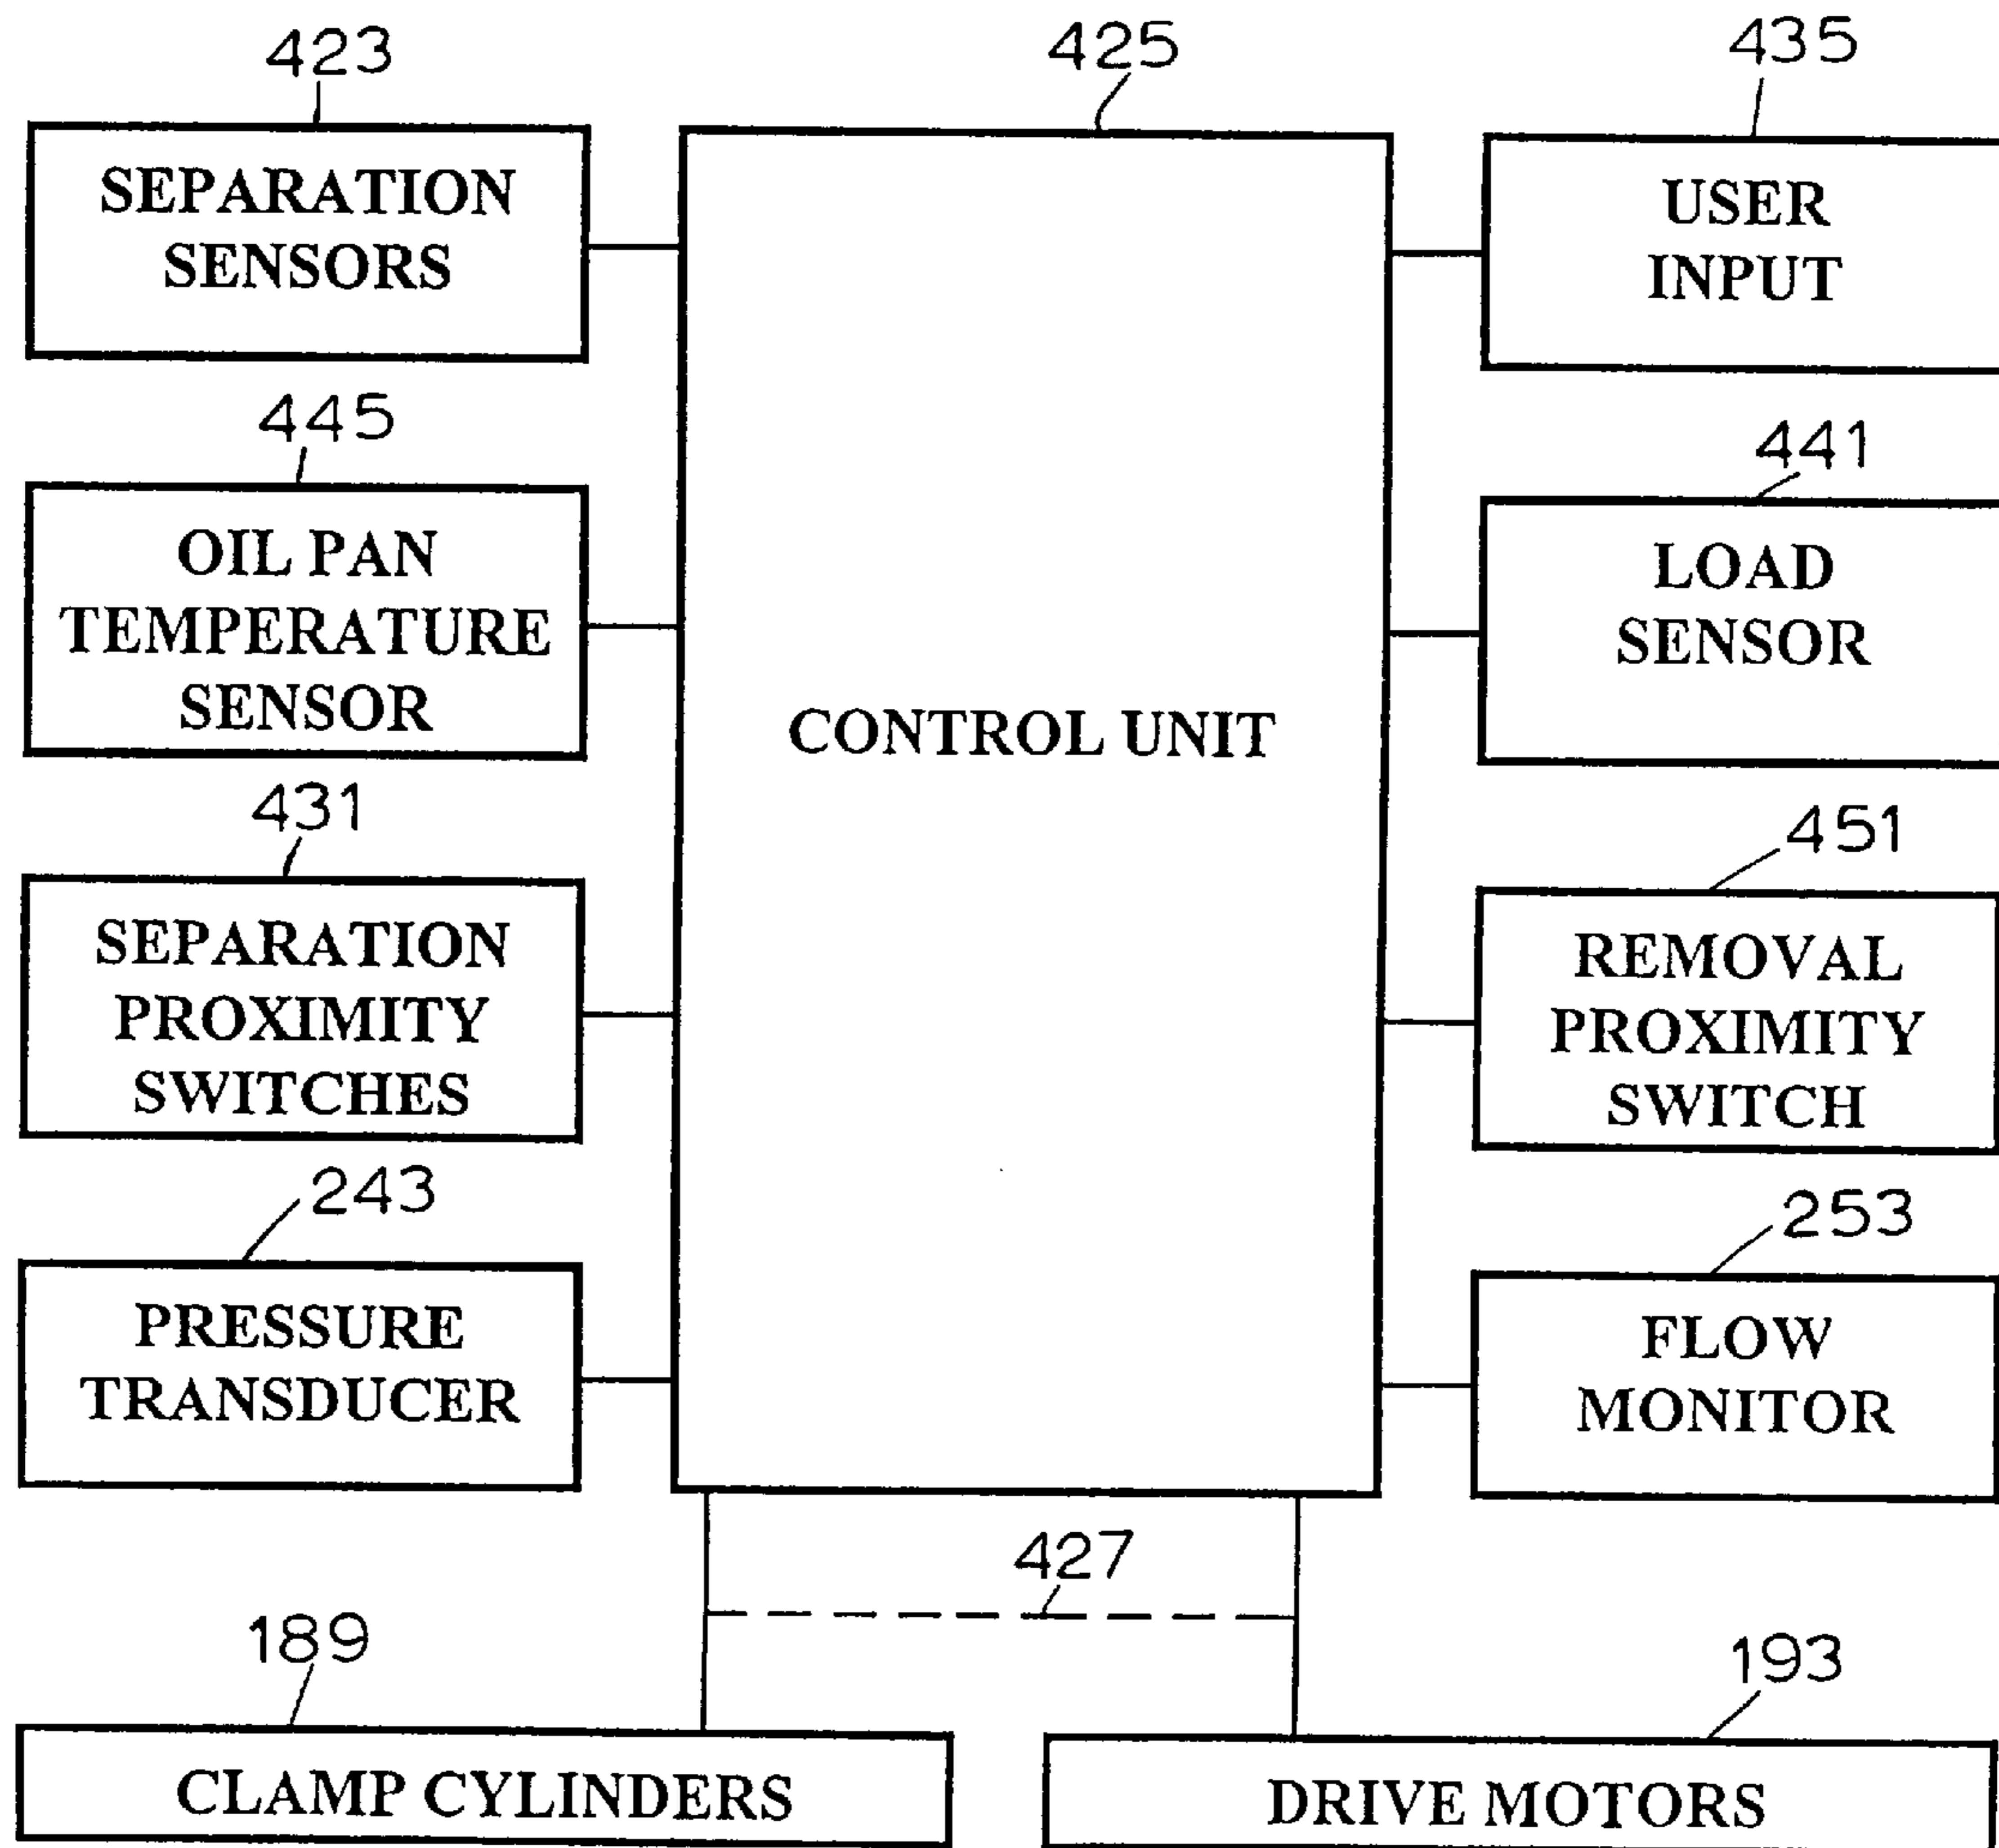 423
SEPARATION
SENSORS
445
OIL PAN
TEMPERATURE
SENSOR
431
SEPARATION
PROXIMITY
SWITCHES
243
PRESSURE
TRANSDUCER
425
CONTROL UNIT
435
USER
INPUT
441
LOAD
SENSOR
451
REMOVAL
PROXIMITY
SWITCH
253
FLOW
MONITOR
427
189
CLAMP CYLINDERS
193
DRIVE MOTORS